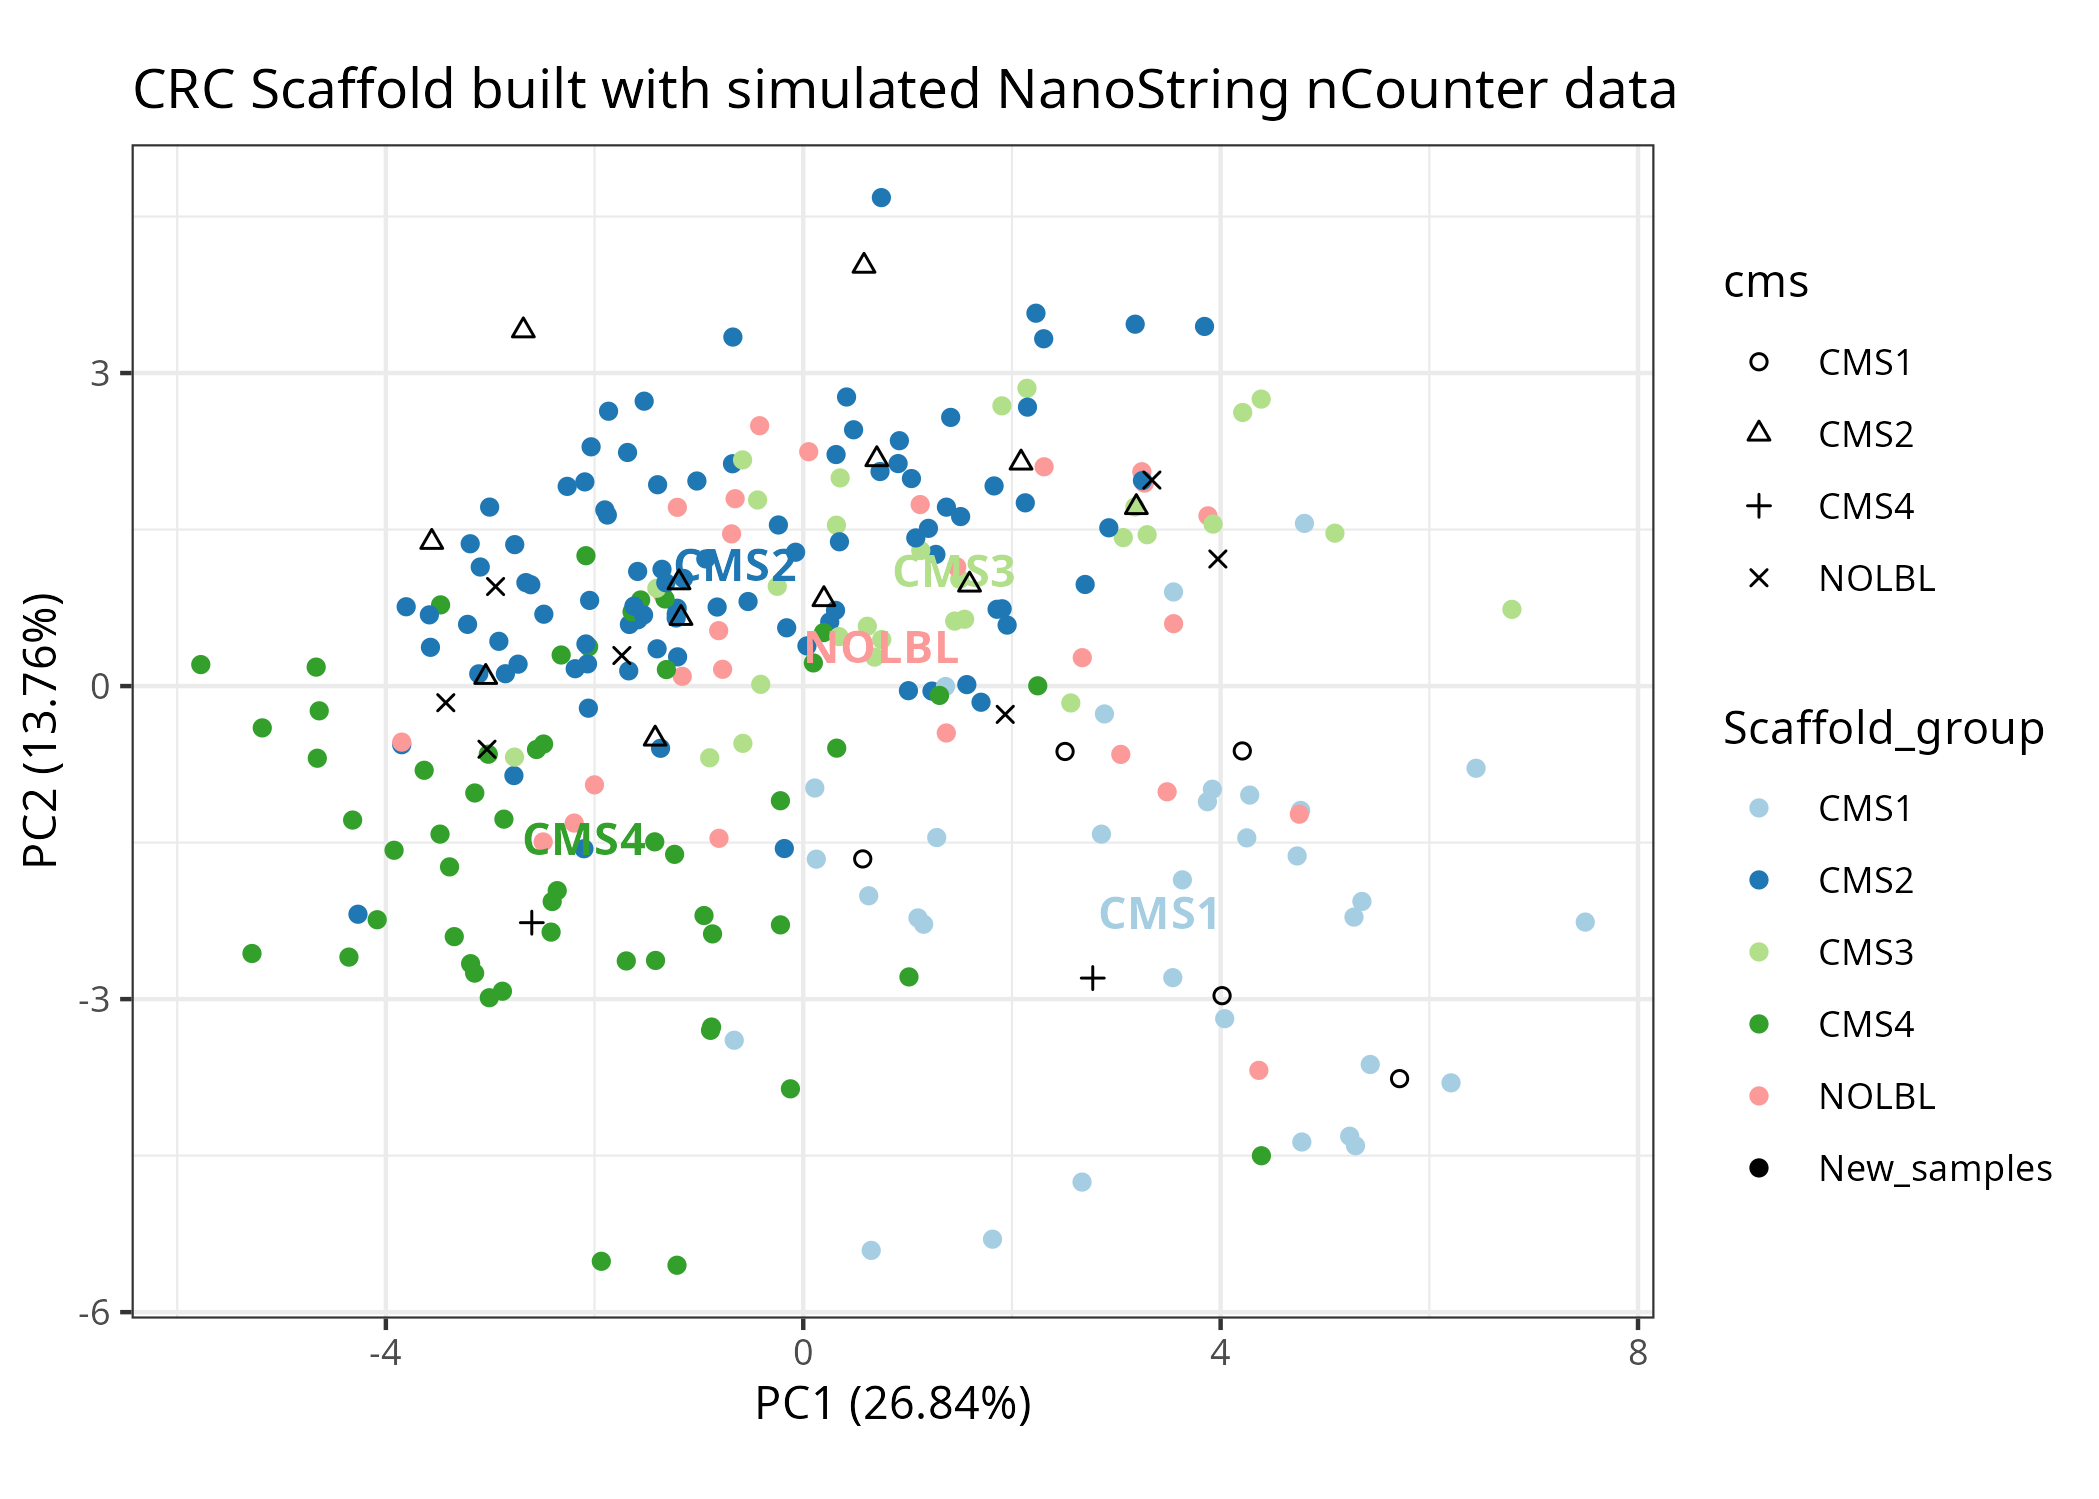 CRC Scaffold built with simulated NanoString nCounter data
cms
CMS1
CMS2
CMS4
NOLBL
Scaffold_group
CMS1
CMS2
CMS3
CMS4
NOLBL
New_samples
CMS2
CMS3
NOLBL
CMS4
CMS1
PC2 (13.76%)
3
0
-3
-6
-4
0
4
8
PC1 (26.84%)